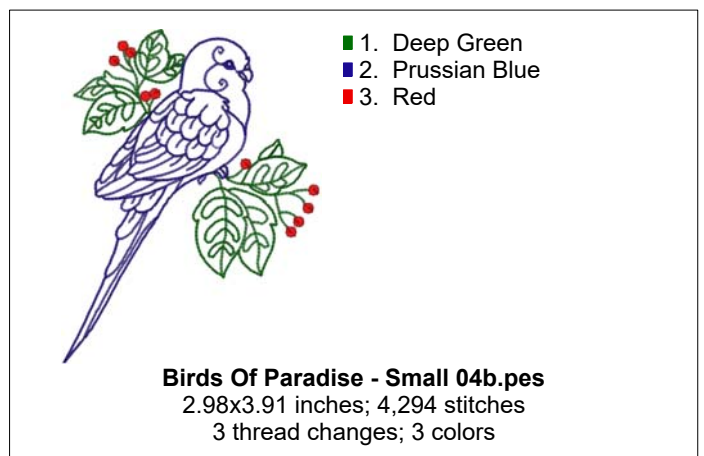 1. Deep Green
2. Prussian Blue
3. Red
Birds Of Paradise - Small 04b.pes
2.98x3.91 inches; 4,294 stitches
3 thread changes; 3 colors